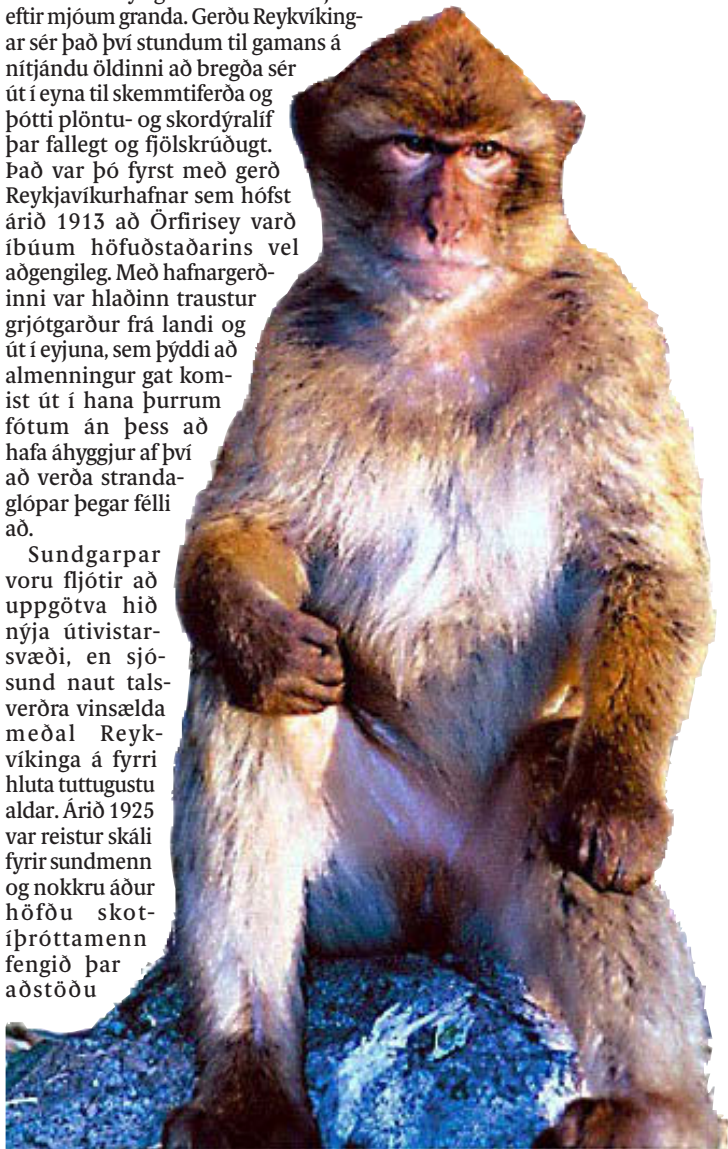 eftir mjóum granda. Gerðu Reykvíking-
ar sér það því stundum til gamans á
nítjándu öldinni að bregða sér
út í eyna til skemmtiferða og
þótti plöntu- og skordýralíf
þar fallegt og fjölskrúðugt.
Það var þó fyrst með gerð
Reykjavíkurhafnar sem hófst
árið 1913 að Örfirisey varð
íbúum höfuðstaðarins vel
aðgengileg. Með hafnargerð-
inni var hlaðinn traustur
grjótgarður frá landi og
út í eyjuna, sem þýddi að
almenningur gat kom-
ist út í hana þurrum
fótum án þess að
hafa áhyggjur af því
að verða stranda-
glópar þegar félli
að.
Sundgarpar
voru fljótir að
uppgötva hið
nýja útivistar-
svæði, en sjó-
sund naut tals-
verðra vinsælda
meðal Reyk-
víkinga á fyrri
hluta tuttugustu
aldar. Árið 1925
var reistur skáli
fyrir sundmenn
og nokkru áður
höfðu skot-
íþróttamenn
fengið þar
aðstöðu